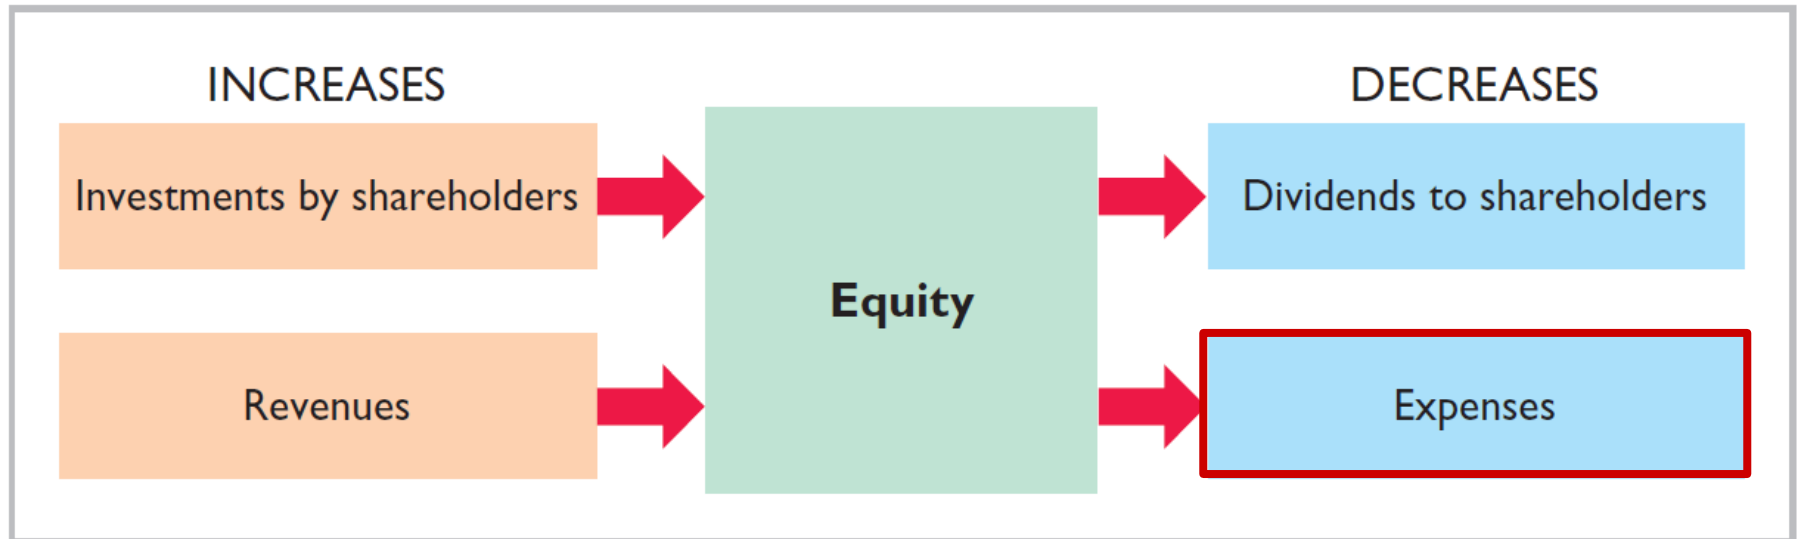 INCREASES
DECREASES
Investments by shareholders
Dividends to shareholders
Equity
Revenues
Expenses